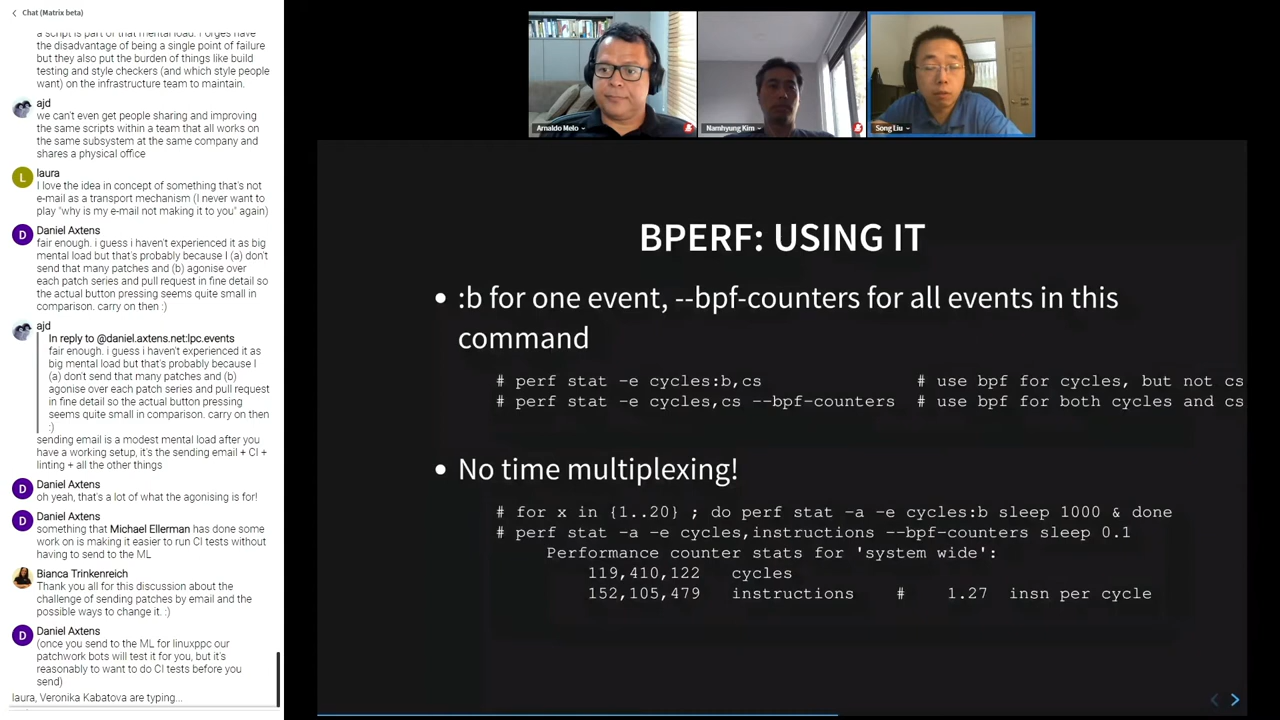 Chat (Matrix beta)
a script is part of that mental load. Forges have
the disadvantage of being a single point of failure
but they also put the burden of things like build
testing and style checkers (and which style people
want) on the infrastructure team to maintain.
ajd
we can't even get people sharing and improving
the same scripts within a team that all works on
the same subsystem at the same company and
shares a physical office
L
laura
I love the idea in concept of something that's not
e-mail as a transport mechanism (I never want to
play "why is my e-mail not making it to you" again)
D
Daniel Axtens
fair enough. i guess i haven't experienced it as big
mental load but that's probably because I (a) don't
send that many patches and (b) agonise over
each patch series and pull request in fine detail so
the actual button pressing seems quite small in
comparison. carry on then :)
ajd
In reply to @daniel.axtens.net:lpc.events
fair enough. i guess i haven't experienced it as
big mental load but that's probably because I
(a) don't send that many patches and (b)
agonise over each patch series and pull request
in fine detail so the actual button pressing
seems quite small in comparison. carry on then
:)
sending email is a modest mental load after you
have a working setup, it's the sending email + CI +
linting + all the other things
D
Daniel Axtens
oh yeah, that's a lot of what the agonising is for!
D
Daniel Axtens
something that Michael Ellerman has done some
work on is making it easier to run CI tests without
having to send to the ML
Bianca Trinkenreich
Thank you all for this discussion about the
challenge of sending patches by email and the
possible ways to change it. :)
D
Daniel Axtens
(once you send to the ML for linuxppc our
patchwork bots will test it for you, but it's
reasonably to want to do CI tests before you
send)
laura, Veronika Kabatova are typing...
Arnaldo Melo
Namhyung Kim
Song Liu
BPERF: USING IT
• :b for one event, --bpf-counters for all events in this
command
# perf stat -e cycles:b,cs # use bpf for cycles, but not cs
# perf stat -e cycles,cs --bpf-counters # use bpf for both cycles and cs
• No time multiplexing!
# for x in {1..20} ; do perf stat -a -e cycles:b sleep 1000 & done
# perf stat -a -e cycles,instructions --bpf-counters sleep 0.1
Performance counter stats for 'system wide':
119,410,122 cycles
152,105,479 instructions # 1.27 insn per cycle